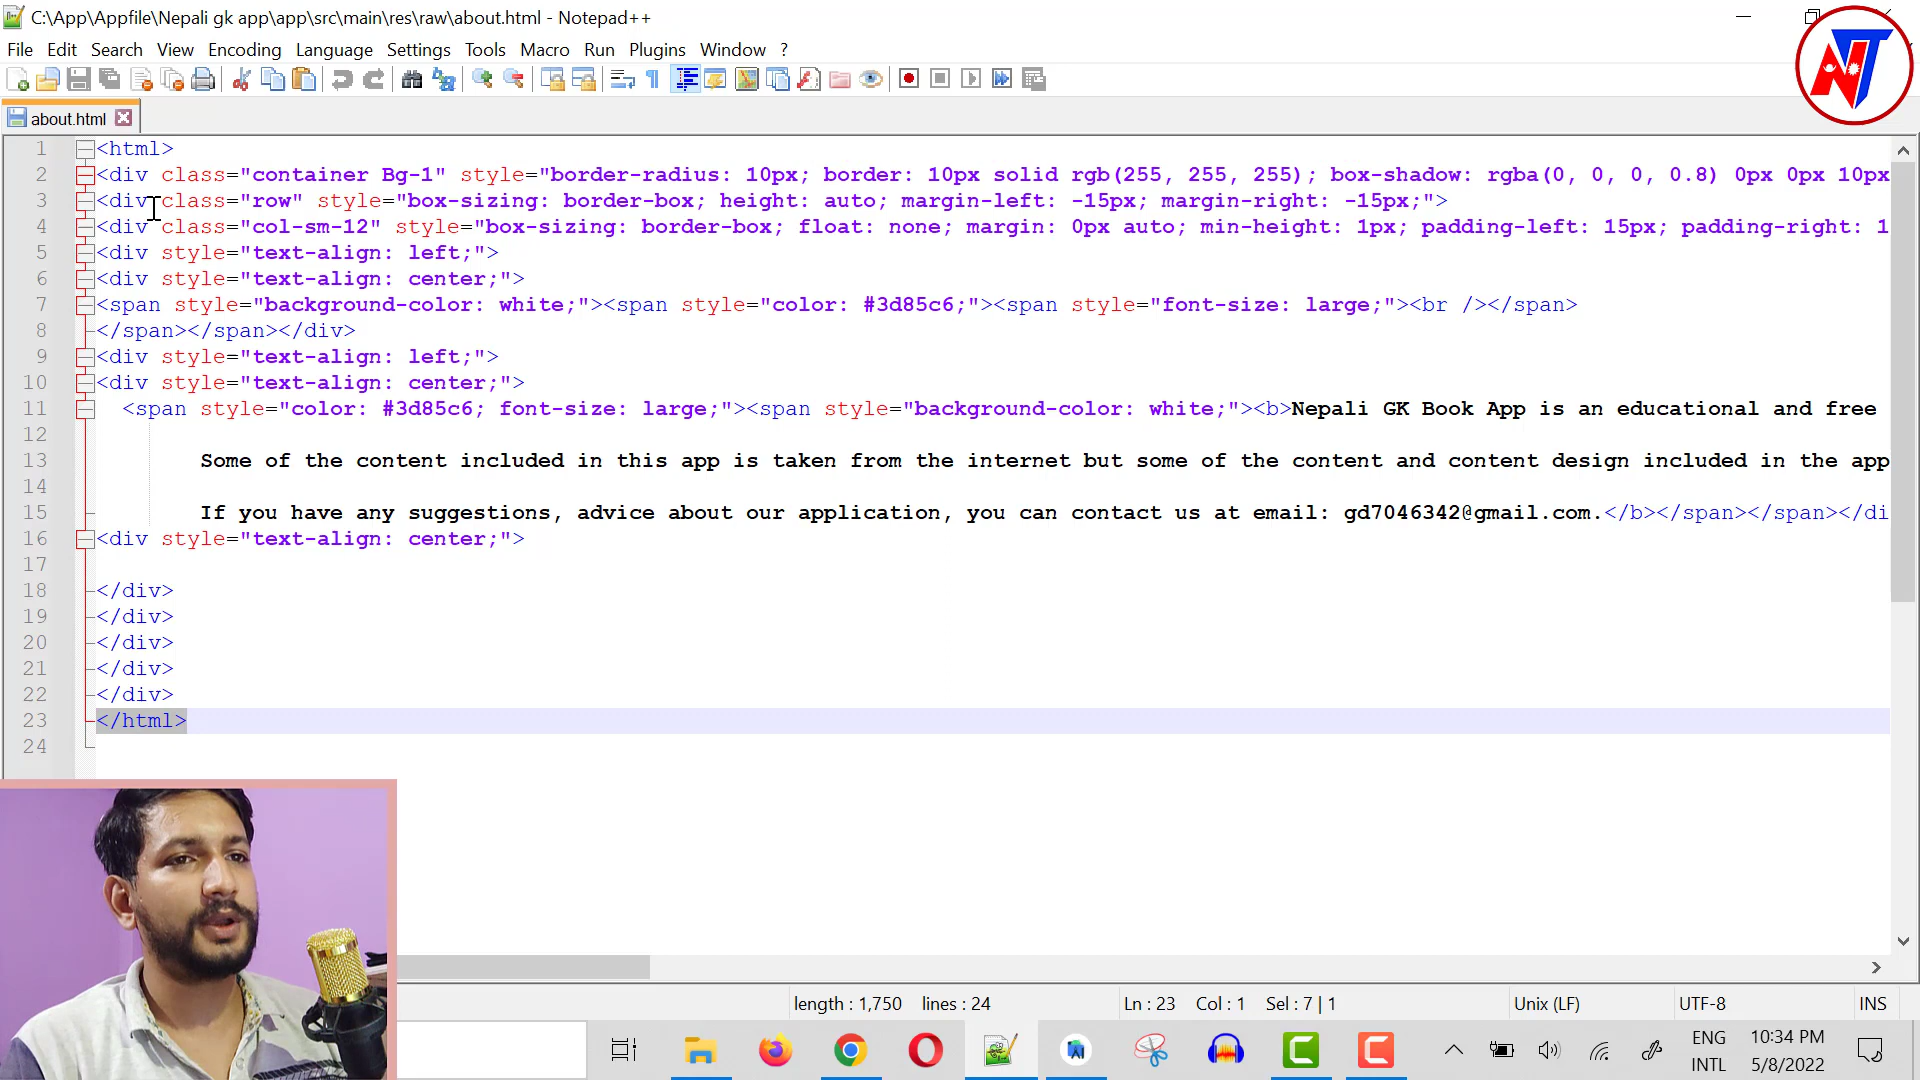 C:\App\Appfile\Nepali gk app\app\src\main\res\raw\about.html - Notepad++
NT
File Edit Search View Encoding Language Settings Tools Macro Run Plugins Window ?
about.html
1 <html>
2 <div class="container Bg-1" style="border-radius: 10px; border: 10px solid rgb(255, 255, 255); box-shadow: rgba(0, 0, 0, 0.8) 0px 0px 10px
3 <div class="row" style="box-sizing: border-box; height: auto; margin-left: -15px; margin-right: -15px;">
4 <div class="col-sm-12" style="box-sizing: border-box; float: none; margin: 0px auto; min-height: 1px; padding-left: 15px; padding-right: 1
5 <div style="text-align: left;">
6 <div style="text-align: center;">
7 <span style="background-color: white;"><span style="color: #3d85c6;"><span style="font-size: large;"><br /></span>
8 </span></span></div>
9 <div style="text-align: left;">
10 <div style="text-align: center;">
11 <span style="color: #3d85c6; font-size: large;"><span style="background-color: white;"><b>Nepali GK Book App is an educational and free
12
13 Some of the content included in this app is taken from the internet but some of the content and content design included in the app
14
15 If you have any suggestions, advice about our application, you can contact us at email: gd7046342@gmail.com.</b></span></span></di
16 <div style="text-align: center;">
17
18 </div>
19 </div>
20 </div>
21 </div>
22 </div>
23 </html>
24
length : 1,750 lines : 24 Ln : 23 Col : 1 Sel : 7 | 1 Unix (LF) UTF-8 INS
ENG 10:34 PM
INTL 5/8/2022